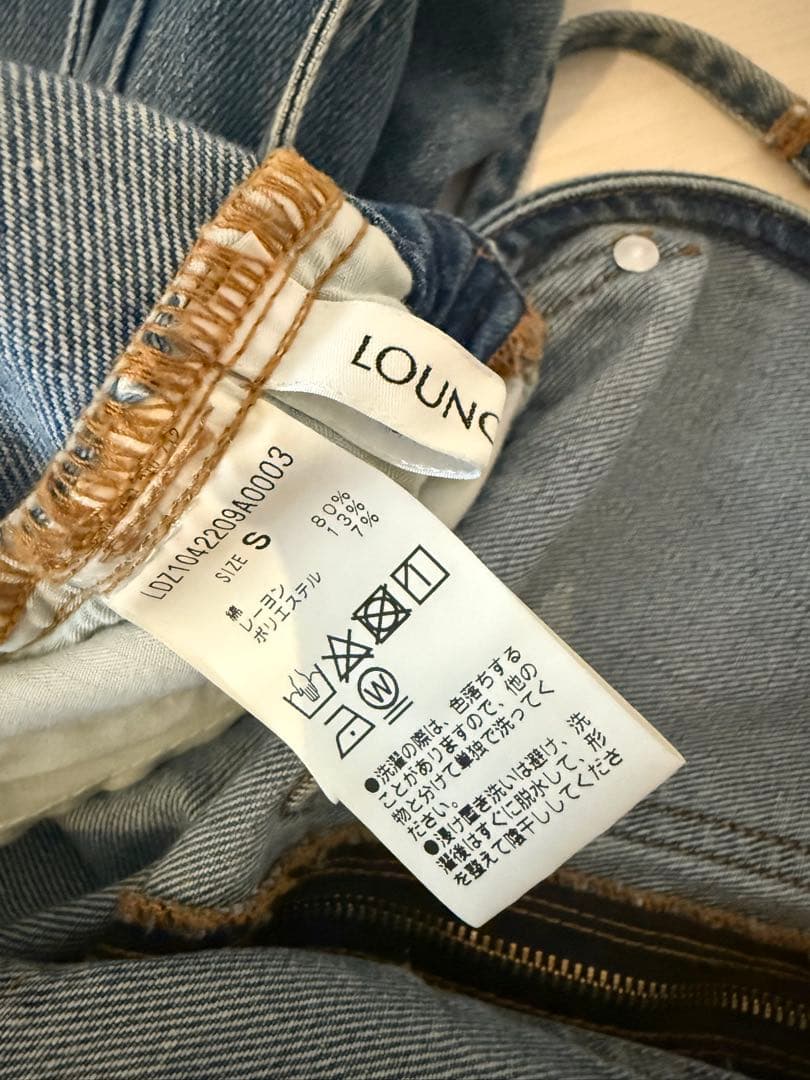 LOUNG
LDZ1042209A0003
SIZE S
綿 80%
レーヨン 13%
ポリエステル 7%
W
●洗濯の際は、色落ちする
ことがありますので、他の
物と分けて単独で洗ってく
ださい。
●浸け置き洗いは避け、洗
濯後はすぐに脱水して、形
を整えて陰干ししてくださ